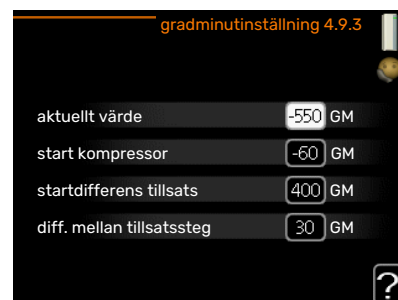 gradminutinställning 4.9.3
aktuellt värde -550 GM
start kompressor -60 GM
startdifferens tillsats 400 GM
diff. mellan tillsatssteg 30 GM
?